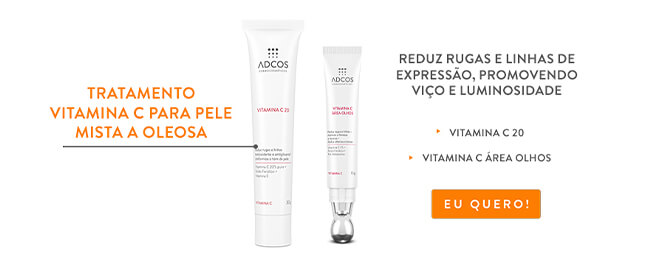 TRATAMENTO
VITAMINA C PARA PELE
MISTA A OLEOSA
ADCOS
VITAMINA C 20
VITAMINA C
ADCOS
VITAMINA C
ÁREA OLHOS
REDUZ RUGAS E LINHAS DE
EXPRESSÃO, PROMOVENDO
VIÇO E LUMINOSIDADE
VITAMINA C 20
VITAMINA C ÁREA OLHOS
EU QUERO!